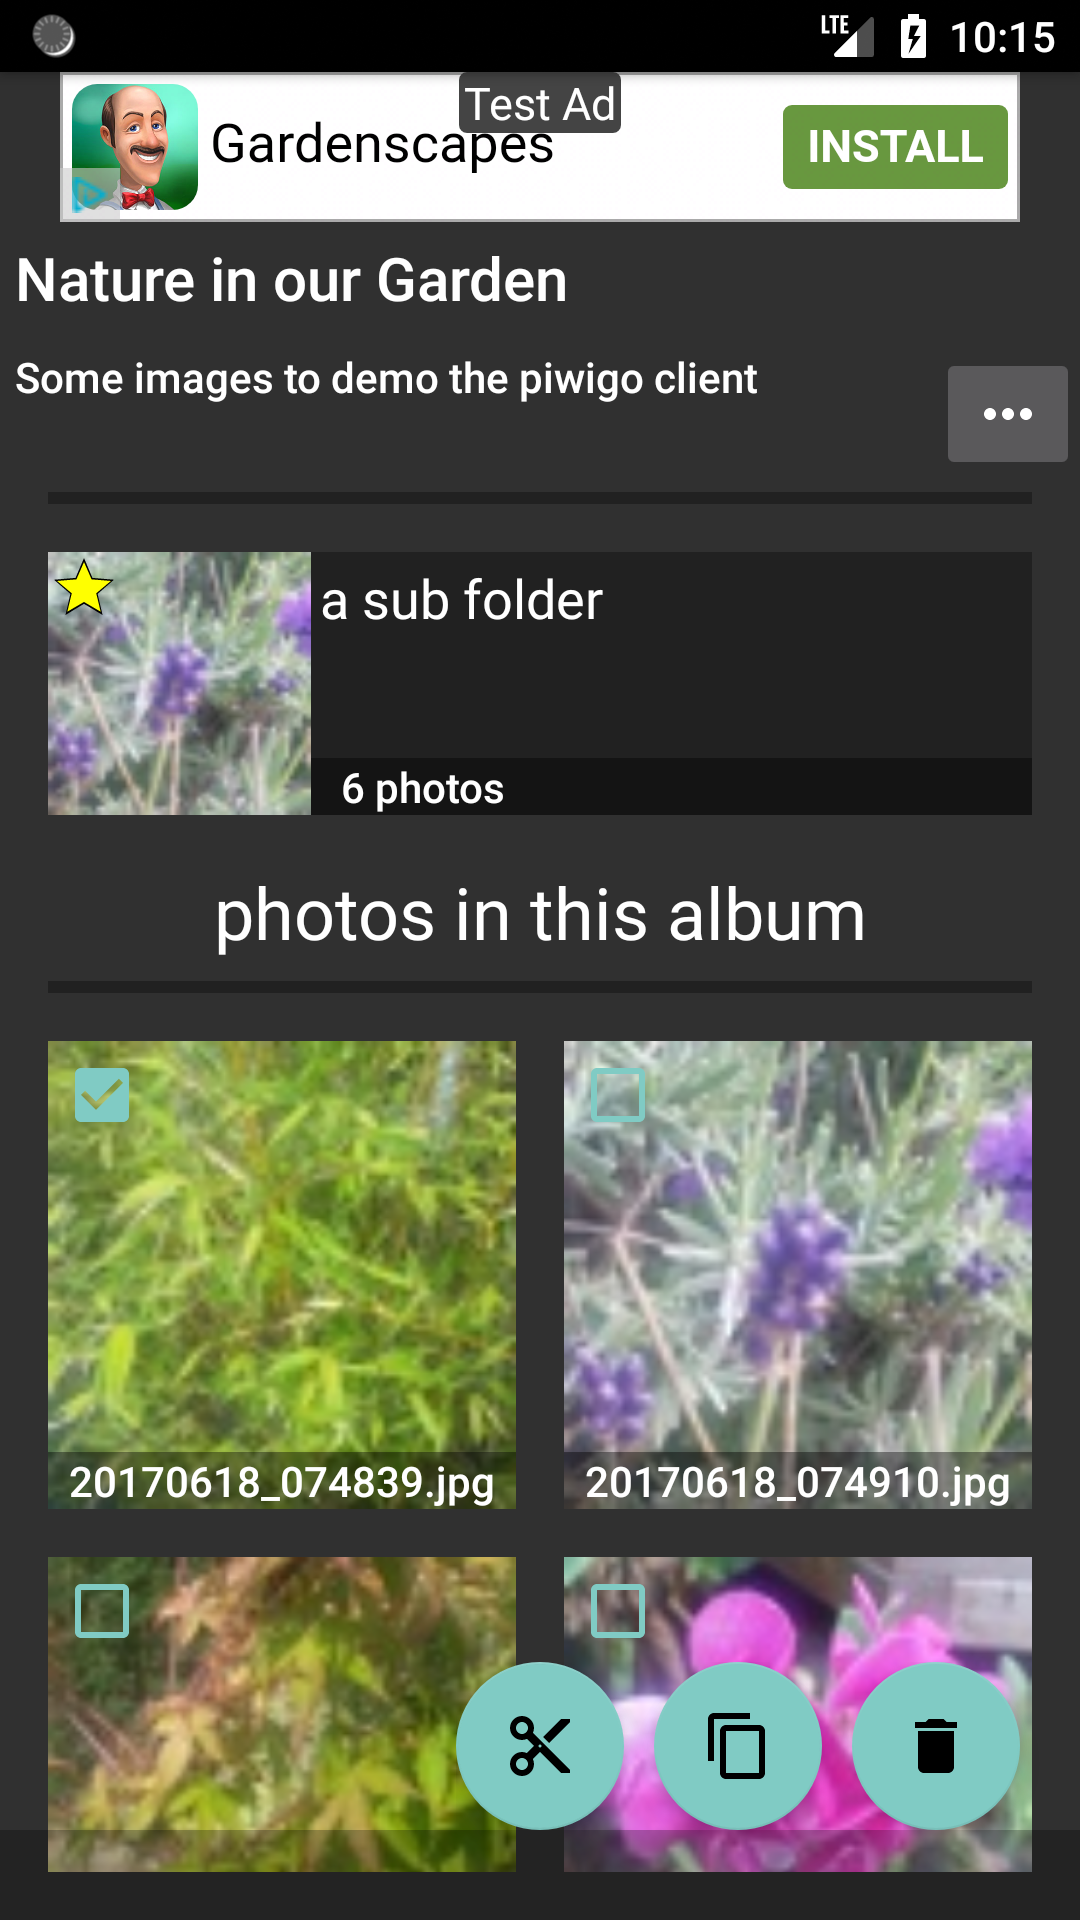 LTE
10:15
Test Ad
Gardenscapes
INSTALL
Nature in our Garden
Some images to demo the piwigo client
a sub folder
6 photos
photos in this album
20170618_074839.jpg
20170618_074910.jpg